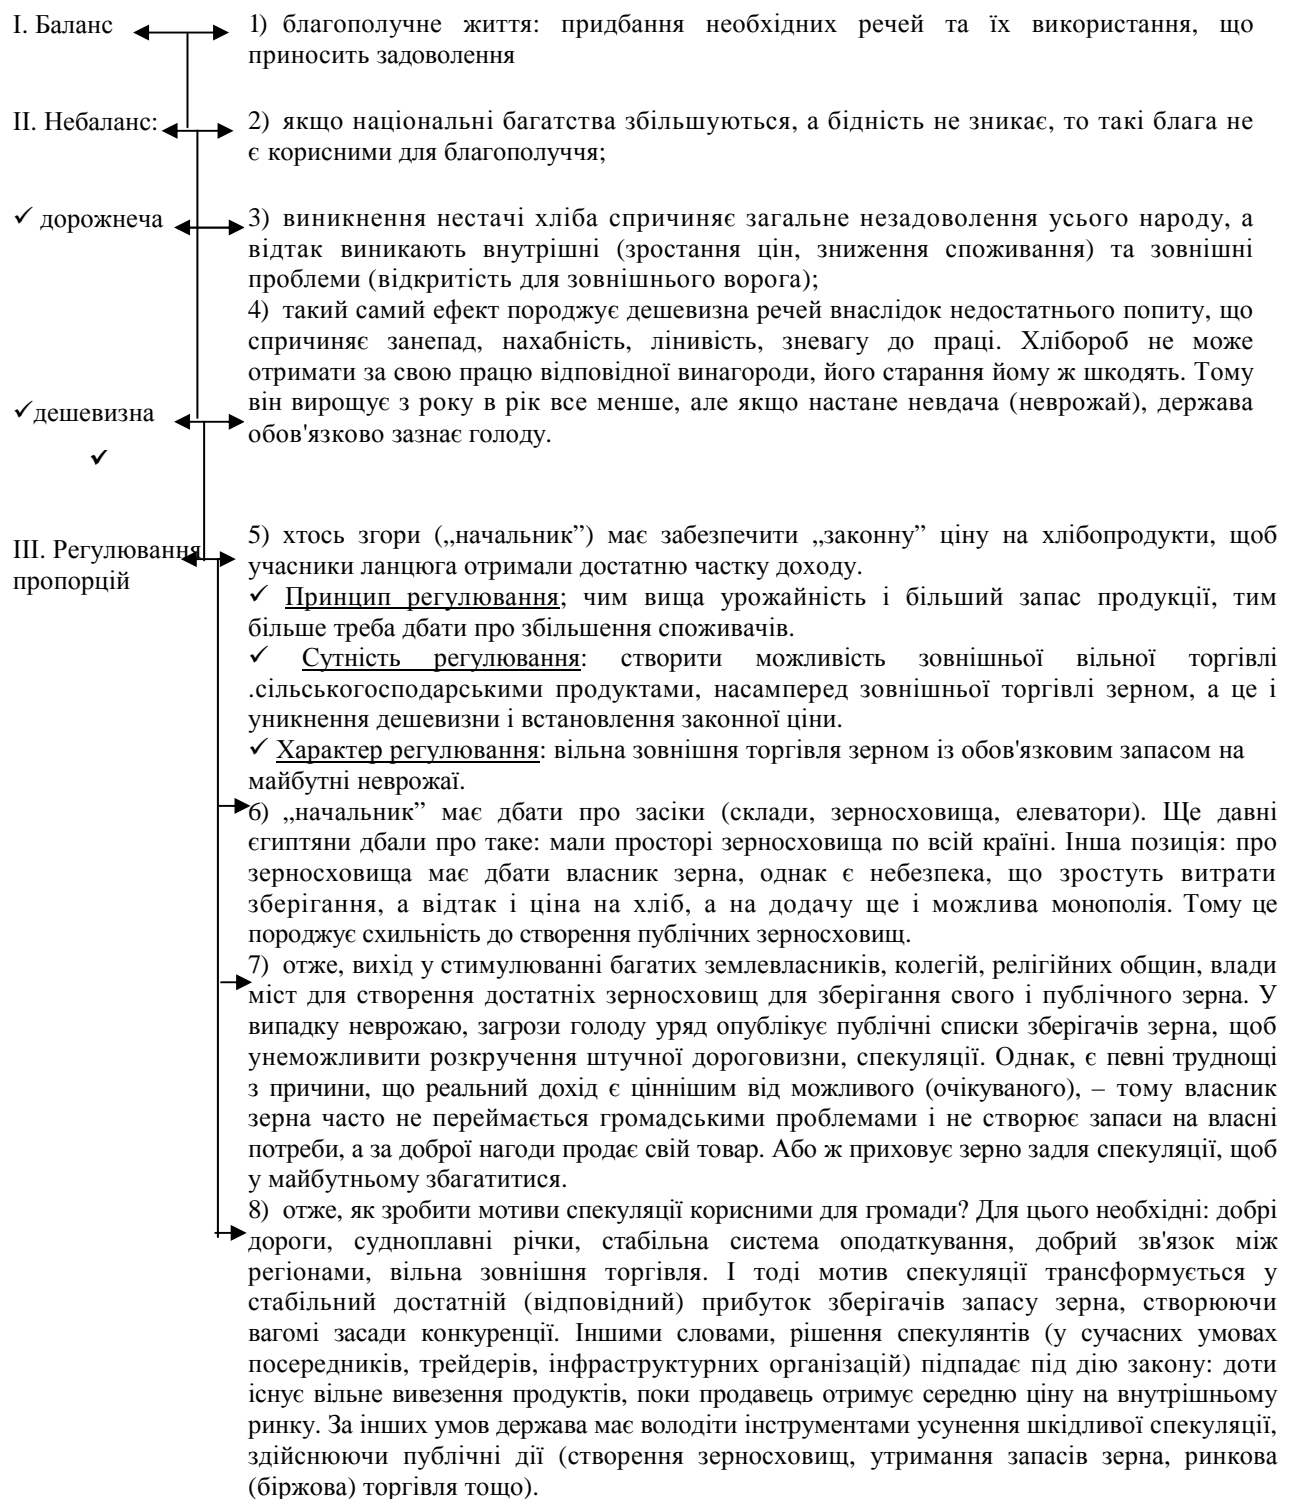 І. Баланс
1) благополучне життя: придбання необхідних речей та їх використання, що
приносить задоволення
ІІ. Небаланс:
2) якщо національні багатства збільшуються, а бідність не зникає, то такі блага не
є корисними для благополуччя;
✓ дорожнеча
3) виникнення нестачі хліба спричиняє загальне незадоволення усього народу, а
відтак виникають внутрішні (зростання цін, зниження споживання) та зовнішні
проблеми (відкритість для зовнішнього ворога);
4) такий самий ефект породжує дешевизна речей внаслідок недостатнього попиту, що
спричиняє занепад, нахабність, лінивість, зневагу до праці. Хлібороб не може
отримати за свою працю відповідної винагороди, його старання йому ж шкодять. Тому
він вирощує з року в рік все менше, але якщо настане невдача (неврожай), держава
обов'язково зазнає голоду.
✓дешевизна
✓
ІІІ. Регулювання
пропорцій
5) хтось згори („начальник”) має забезпечити „законну” ціну на хлібопродукти, щоб
учасники ланцюга отримали достатню частку доходу.
✓ Принцип регулювання; чим вища урожайність і більший запас продукції, тим
більше треба дбати про збільшення споживачів.
✓ Сутність регулювання: створити можливість зовнішньої вільної торгівлі
.сільськогосподарськими продуктами, насамперед зовнішньої торгівлі зерном, а це і
уникнення дешевизни і встановлення законної ціни.
✓ Характер регулювання: вільна зовнішня торгівля зерном із обов'язковим запасом на
майбутні неврожаї.
6) „начальник” має дбати про засіки (склади, зерносховища, елеватори). Ще давні
єгиптяни дбали про таке: мали просторі зерносховища по всій країні. Інша позиція: про
зерносховища має дбати власник зерна, однак є небезпека, що зростуть витрати
зберігання, а відтак і ціна на хліб, а на додачу ще і можлива монополія. Тому це
породжує схильність до створення публічних зерносховищ.
7) отже, вихід у стимулюванні багатих землевласників, колегій, релігійних общин, влади
міст для створення достатніх зерносховищ для зберігання свого і публічного зерна. У
випадку неврожаю, загрози голоду уряд опублікує публічні списки зберігачів зерна, щоб
унеможливити розкручення штучної дороговизни, спекуляції. Однак, є певні труднощі
з причини, що реальний дохід є ціннішим від можливого (очікуваного), – тому власник
зерна часто не переймається громадськими проблемами і не створює запаси на власні
потреби, а за доброї нагоди продає свій товар. Або ж приховує зерно задля спекуляції, щоб
у майбутньому збагатитися.
8) отже, як зробити мотиви спекуляції корисними для громади? Для цього необхідні: добрі
дороги, судноплавні річки, стабільна система оподаткування, добрий зв'язок між
регіонами, вільна зовнішня торгівля. І тоді мотив спекуляції трансформується у
стабільний достатній (відповідний) прибуток зберігачів запасу зерна, створюючи
вагомі засади конкуренції. Іншими словами, рішення спекулянтів (у сучасних умовах
посередників, трейдерів, інфраструктурних організацій) підпадає під дію закону: доти
існує вільне вивезення продуктів, поки продавець отримує середню ціну на внутрішньому
ринку. За інших умов держава має володіти інструментами усунення шкідливої спекуляції,
здійснюючи публічні дії (створення зерносховищ, утримання запасів зерна, ринкова
(біржова) торгівля тощо).